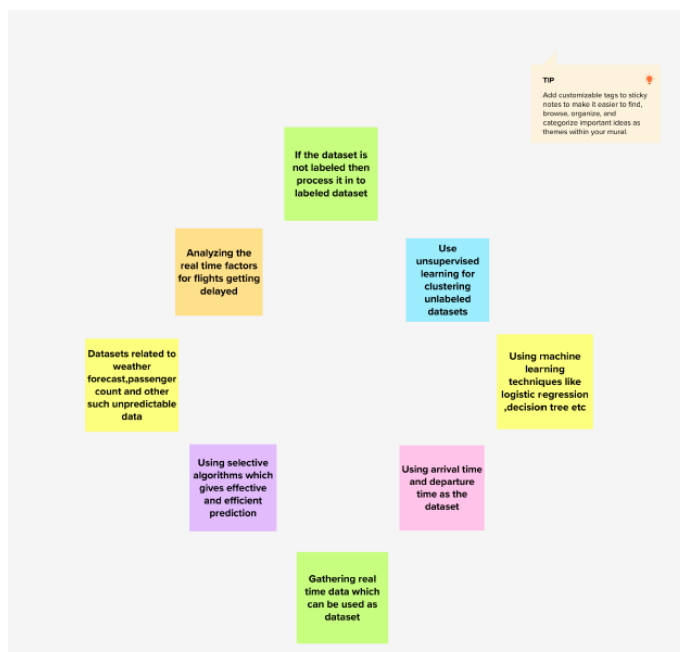 TIP
Add customizable tags to sticky
notes to make it easier to find,
browse, organize, and
categorize important ideas as
themes within your mural.
If the dataset is
not labeled then
process it in to
labeled dataset
Analyzing the
real time factors
for flights getting
delayed
Use
unsupervised
learning for
clustering
unlabeled
datasets
Datasets related to
weather
forecast,passenger
count and other
such unpredictable
data
Using machine
learning
techniques like
logistic regression
,decision tree etc
Using selective
algorithms which
gives effective
and efficient
prediction
Using arrival time
and departure
time as the
dataset
Gathering real
time data which
can be used as
dataset